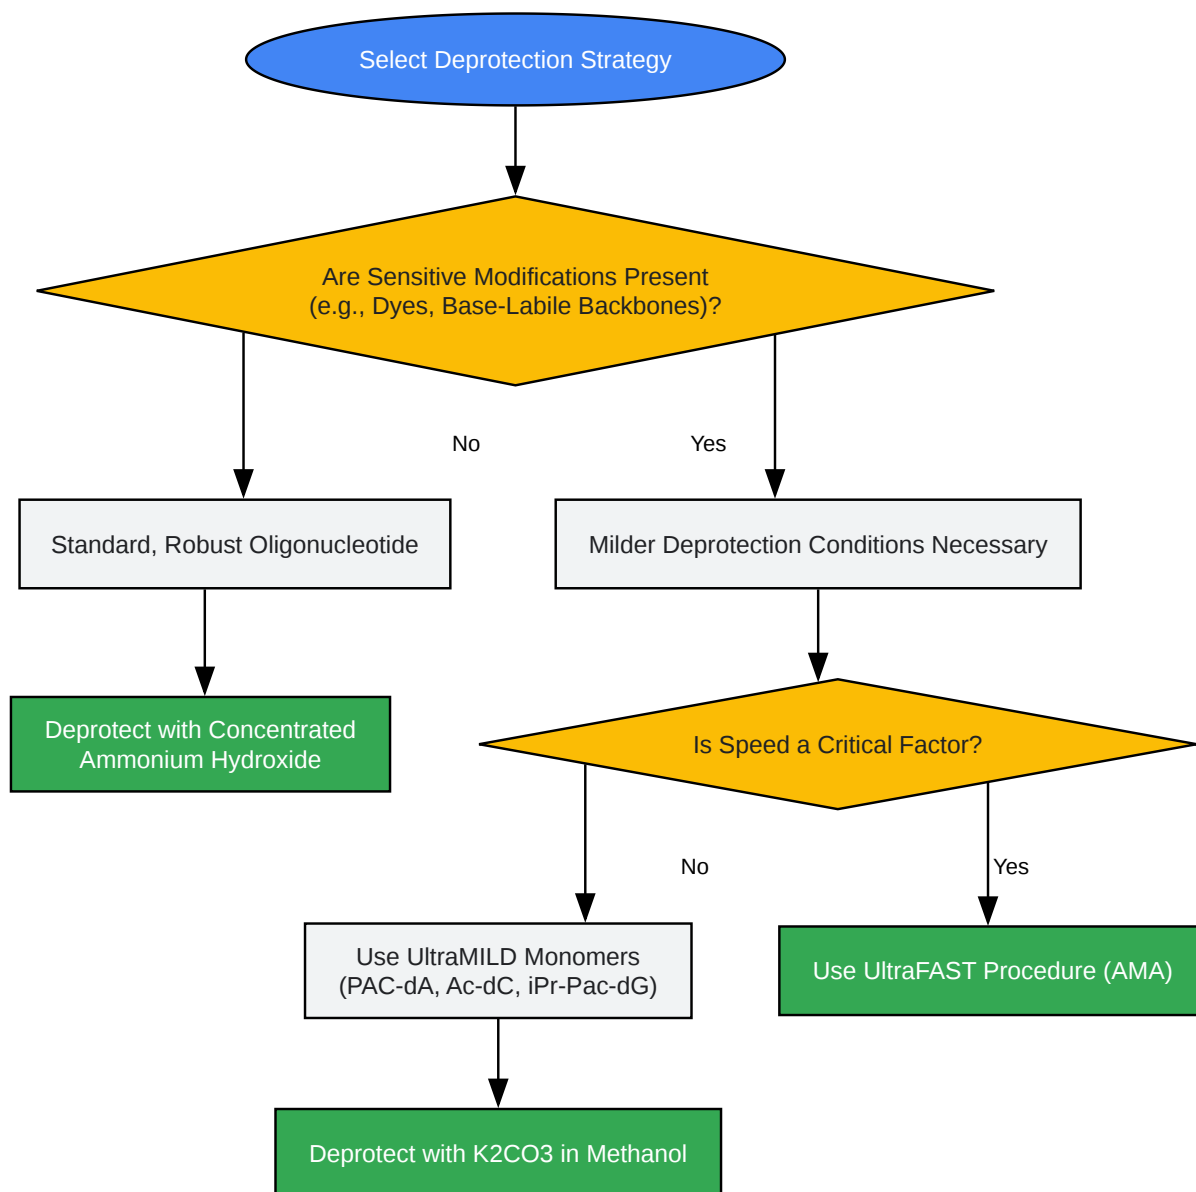 Select Deprotection Strategy
Are Sensitive Modifications Present
(e.g., Dyes, Base-Labile Backbones)?
No
Yes
Standard, Robust Oligonucleotide
Milder Deprotection Conditions Necessary
Deprotect with Concentrated
Ammonium Hydroxide
Is Speed a Critical Factor?
No
Yes
Use UltraMILD Monomers
(PAC-dA, Ac-dC, iPr-Pac-dG)
Use UltraFAST Procedure (AMA)
Deprotect with K2CO3 in Methanol